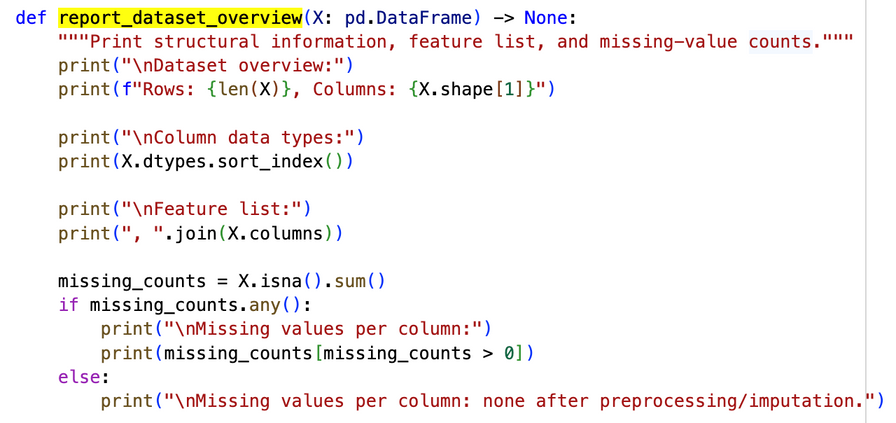 def report_dataset_overview(X: pd.DataFrame) -> None:
    """Print structural information, feature list, and missing-value counts."""
    print("\nDataset overview:")
    print(f"Rows: {len(X)}, Columns: {X.shape[1]}")

    print("\nColumn data types:")
    print(X.dtypes.sort_index())

    print("\nFeature list:")
    print(", ".join(X.columns))

    missing_counts = X.isna().sum()
    if missing_counts.any():
        print("\nMissing values per column:")
        print(missing_counts[missing_counts > 0])
    else:
        print("\nMissing values per column: none after preprocessing/imputation.")